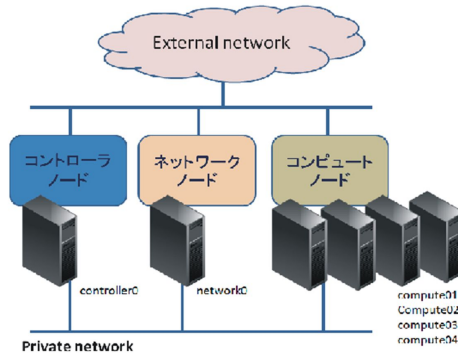 External network
コントローラ
ノード
ネットワーク
ノード
コンピュート
ノード
controller0
network0
compute01
Compute02
compute03
compute04
Private network